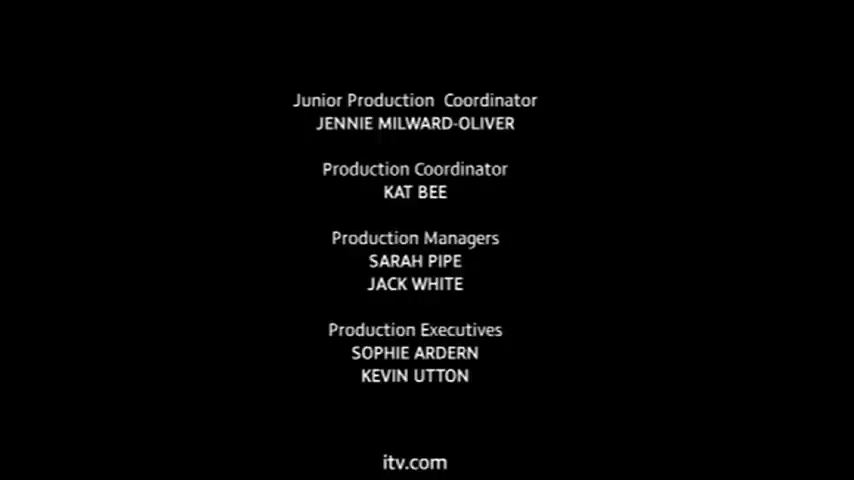 Junior Production Coordinator
JENNIE MILWARD-OLIVER
Production Coordinator
KAT BEE
Production Managers
SARAH PIPE
JACK WHITE
Production Executives
SOPHIE ARDERN
KEVIN UTTON
itv.com